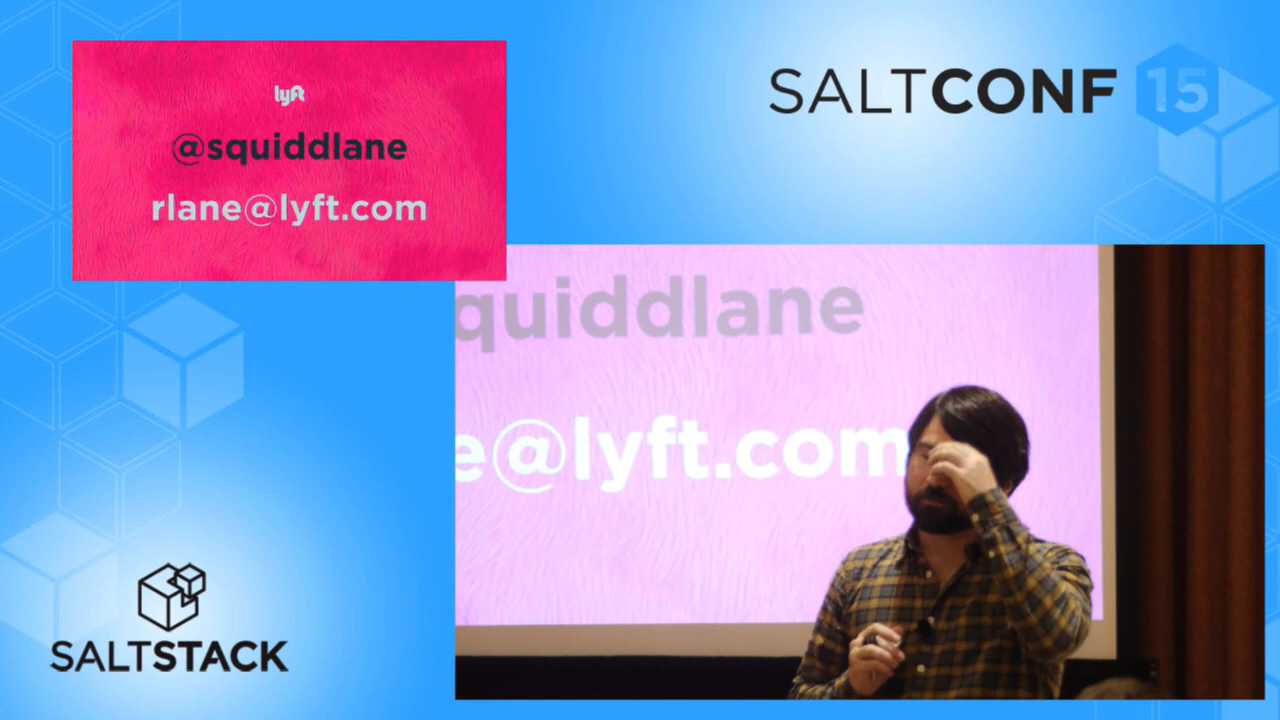 lyft
@squiddlane
rlane@lyft.com
SALTCONF 15
quiddlane
e@lyft.com
SALTSTACK